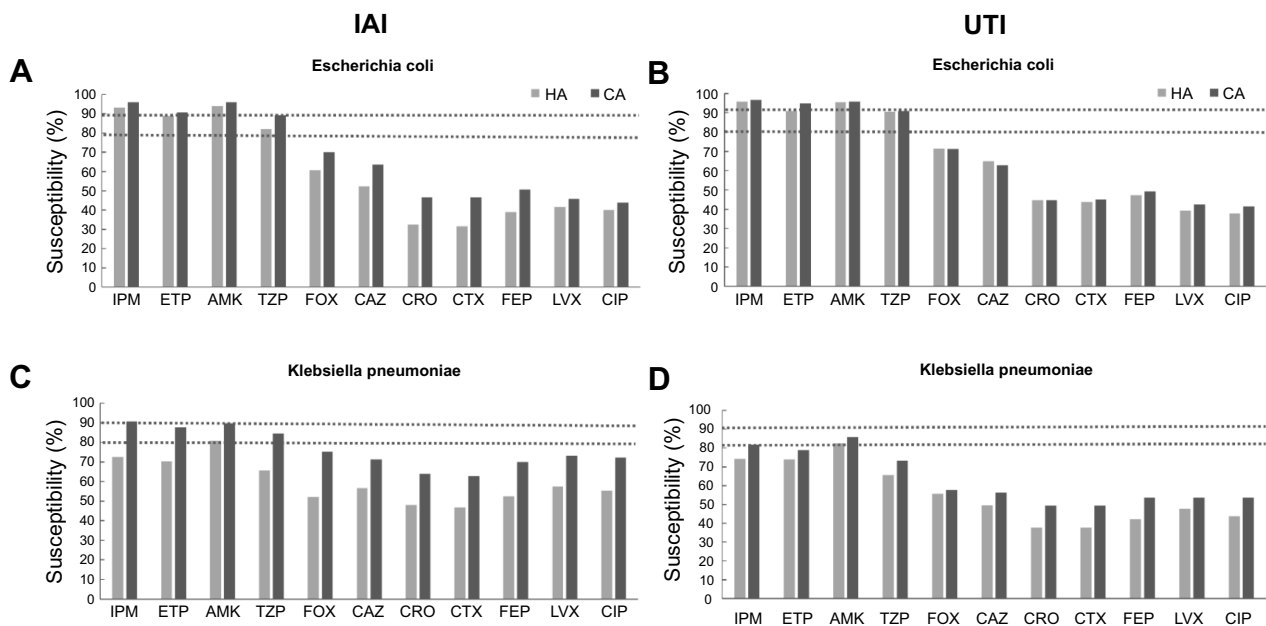 IAI
UTI
A
Escherichia coli
HA CA
Susceptibility (%)
100
90
80
70
60
50
40
30
20
10
0
IPM ETP AMK TZP FOX CAZ CRO CTX FEP LVX CIP
B
Escherichia coli
HA CA
Susceptibility (%)
100
90
80
70
60
50
40
30
20
10
0
IPM ETP AMK TZP FOX CAZ CRO CTX FEP LVX CIP
C
Klebsiella pneumoniae
Susceptibility (%)
100
90
80
70
60
50
40
30
20
10
0
IPM ETP AMK TZP FOX CAZ CRO CTX FEP LVX CIP
D
Klebsiella pneumoniae
Susceptibility (%)
100
90
80
70
60
50
40
30
20
10
0
IPM ETP AMK TZP FOX CAZ CRO CTX FEP LVX CIP